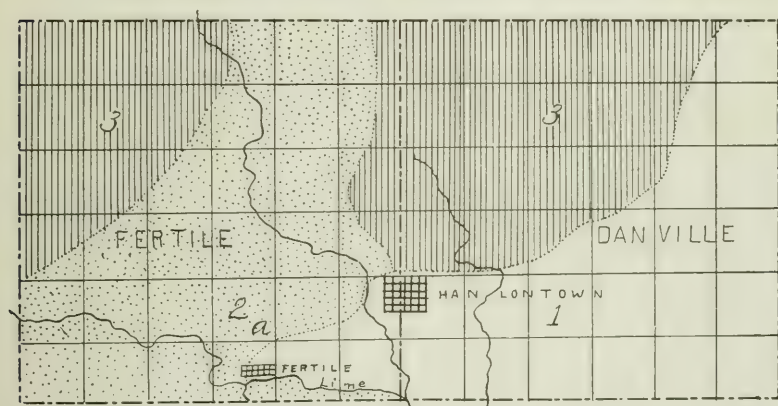 3
3
FERTILE
DANVILLE
2a
HANLONTOWN
1
FERTILE
Lime